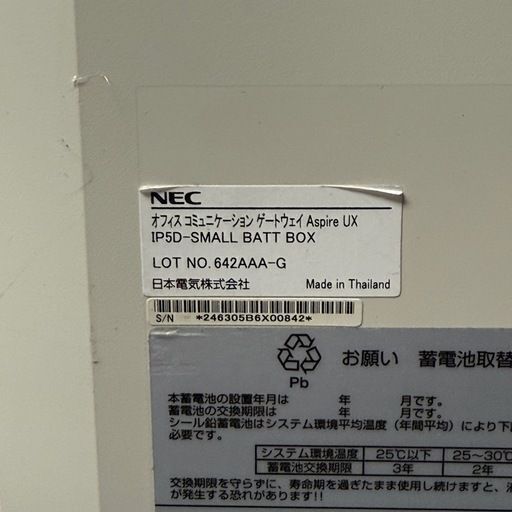 NEC
オフィス コミュニケーション ゲートウェイ Aspire UX
IP5D-SMALL BATT BOX
LOT NO. 642AAA-G
日本電気株式会社 Made in Thailand
S/N *246305B6X00842*
Pb お願い 蓄電池取替
本蓄電池の設置年月は 年 月です。
蓄電池の交換期限は 年 月です。
シール鉛蓄電池はシステム環境平均温度（年間平均）により下
必要です。
システム環境温度 25℃以下 25～30℃
蓄電池交換期限 3年 2年
交換期限を守らずに、寿命期を過ぎたまま使用し続けますと、
が発生する恐れがあります！